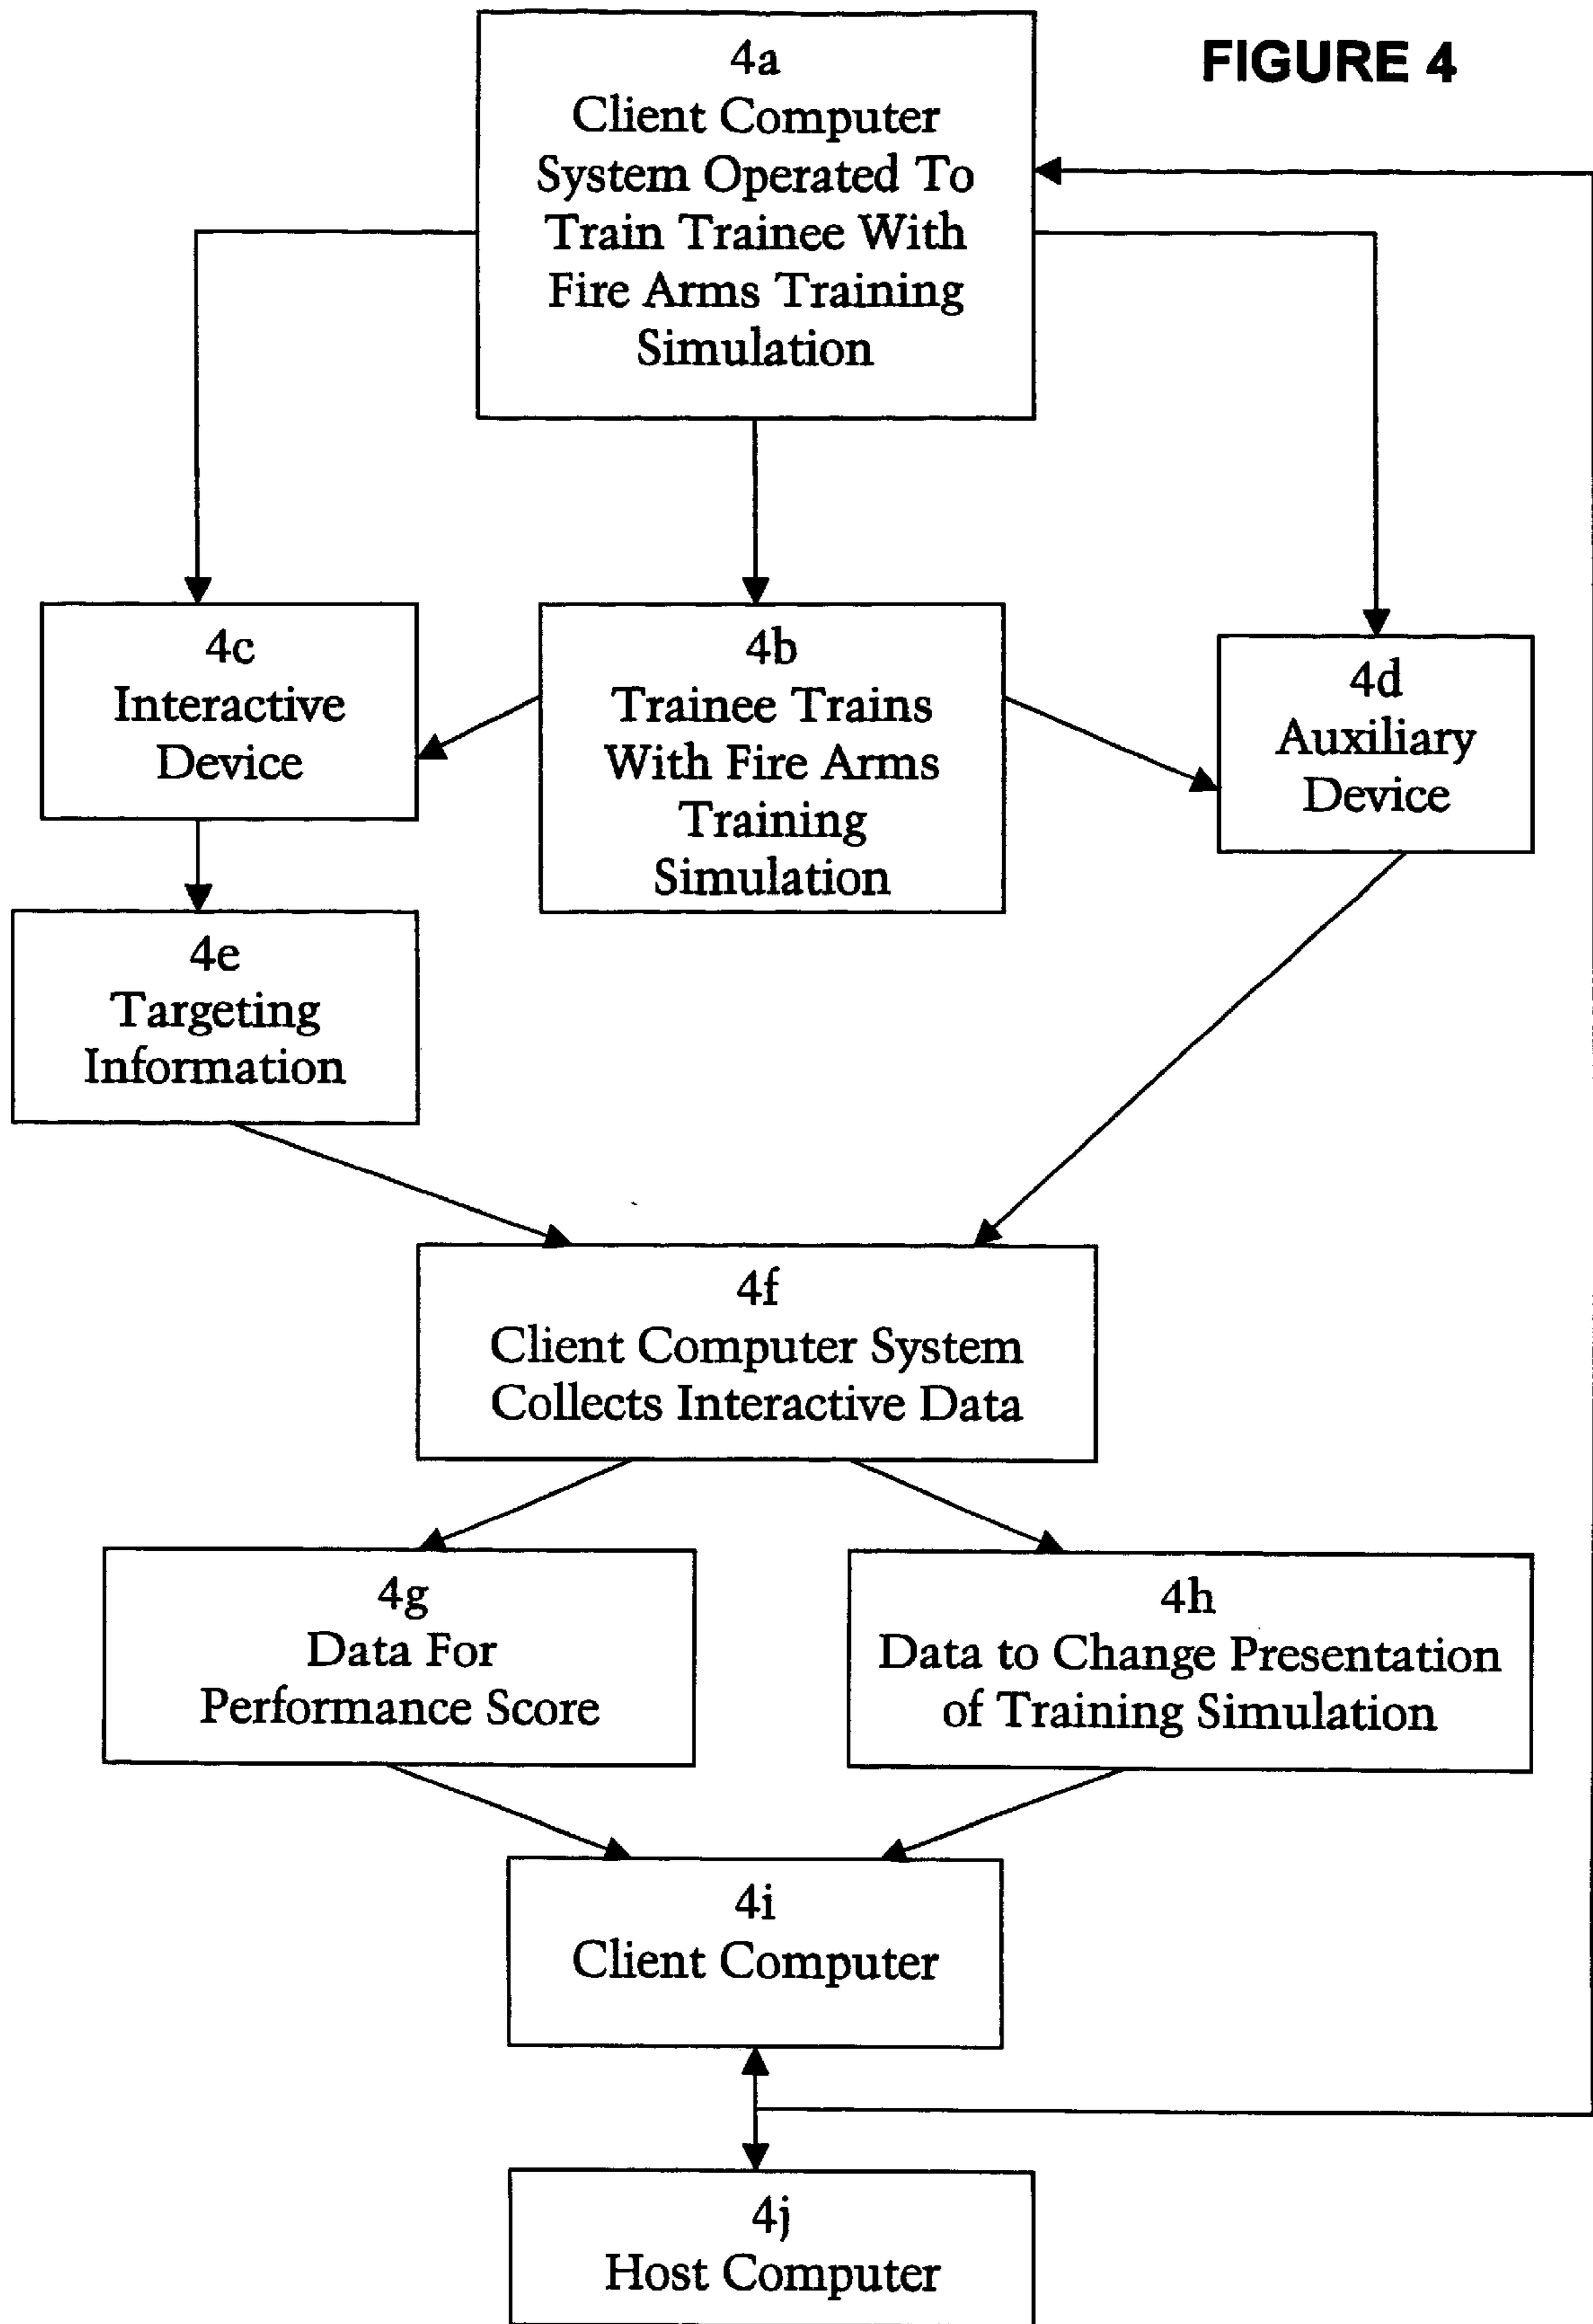 FIGURE 4
4a
Client Computer
System Operated To
Train Trainee With
Fire Arms Training
Simulation
4c
Interactive
Device
4b
Trainee Trains
With Fire Arms
Training
Simulation
4d
Auxiliary
Device
4e
Targeting
Information
4f
Client Computer System
Collects Interactive Data
4g
Data For
Performance Score
4h
Data to Change Presentation
of Training Simulation
4i
Client Computer
4j
Host Computer